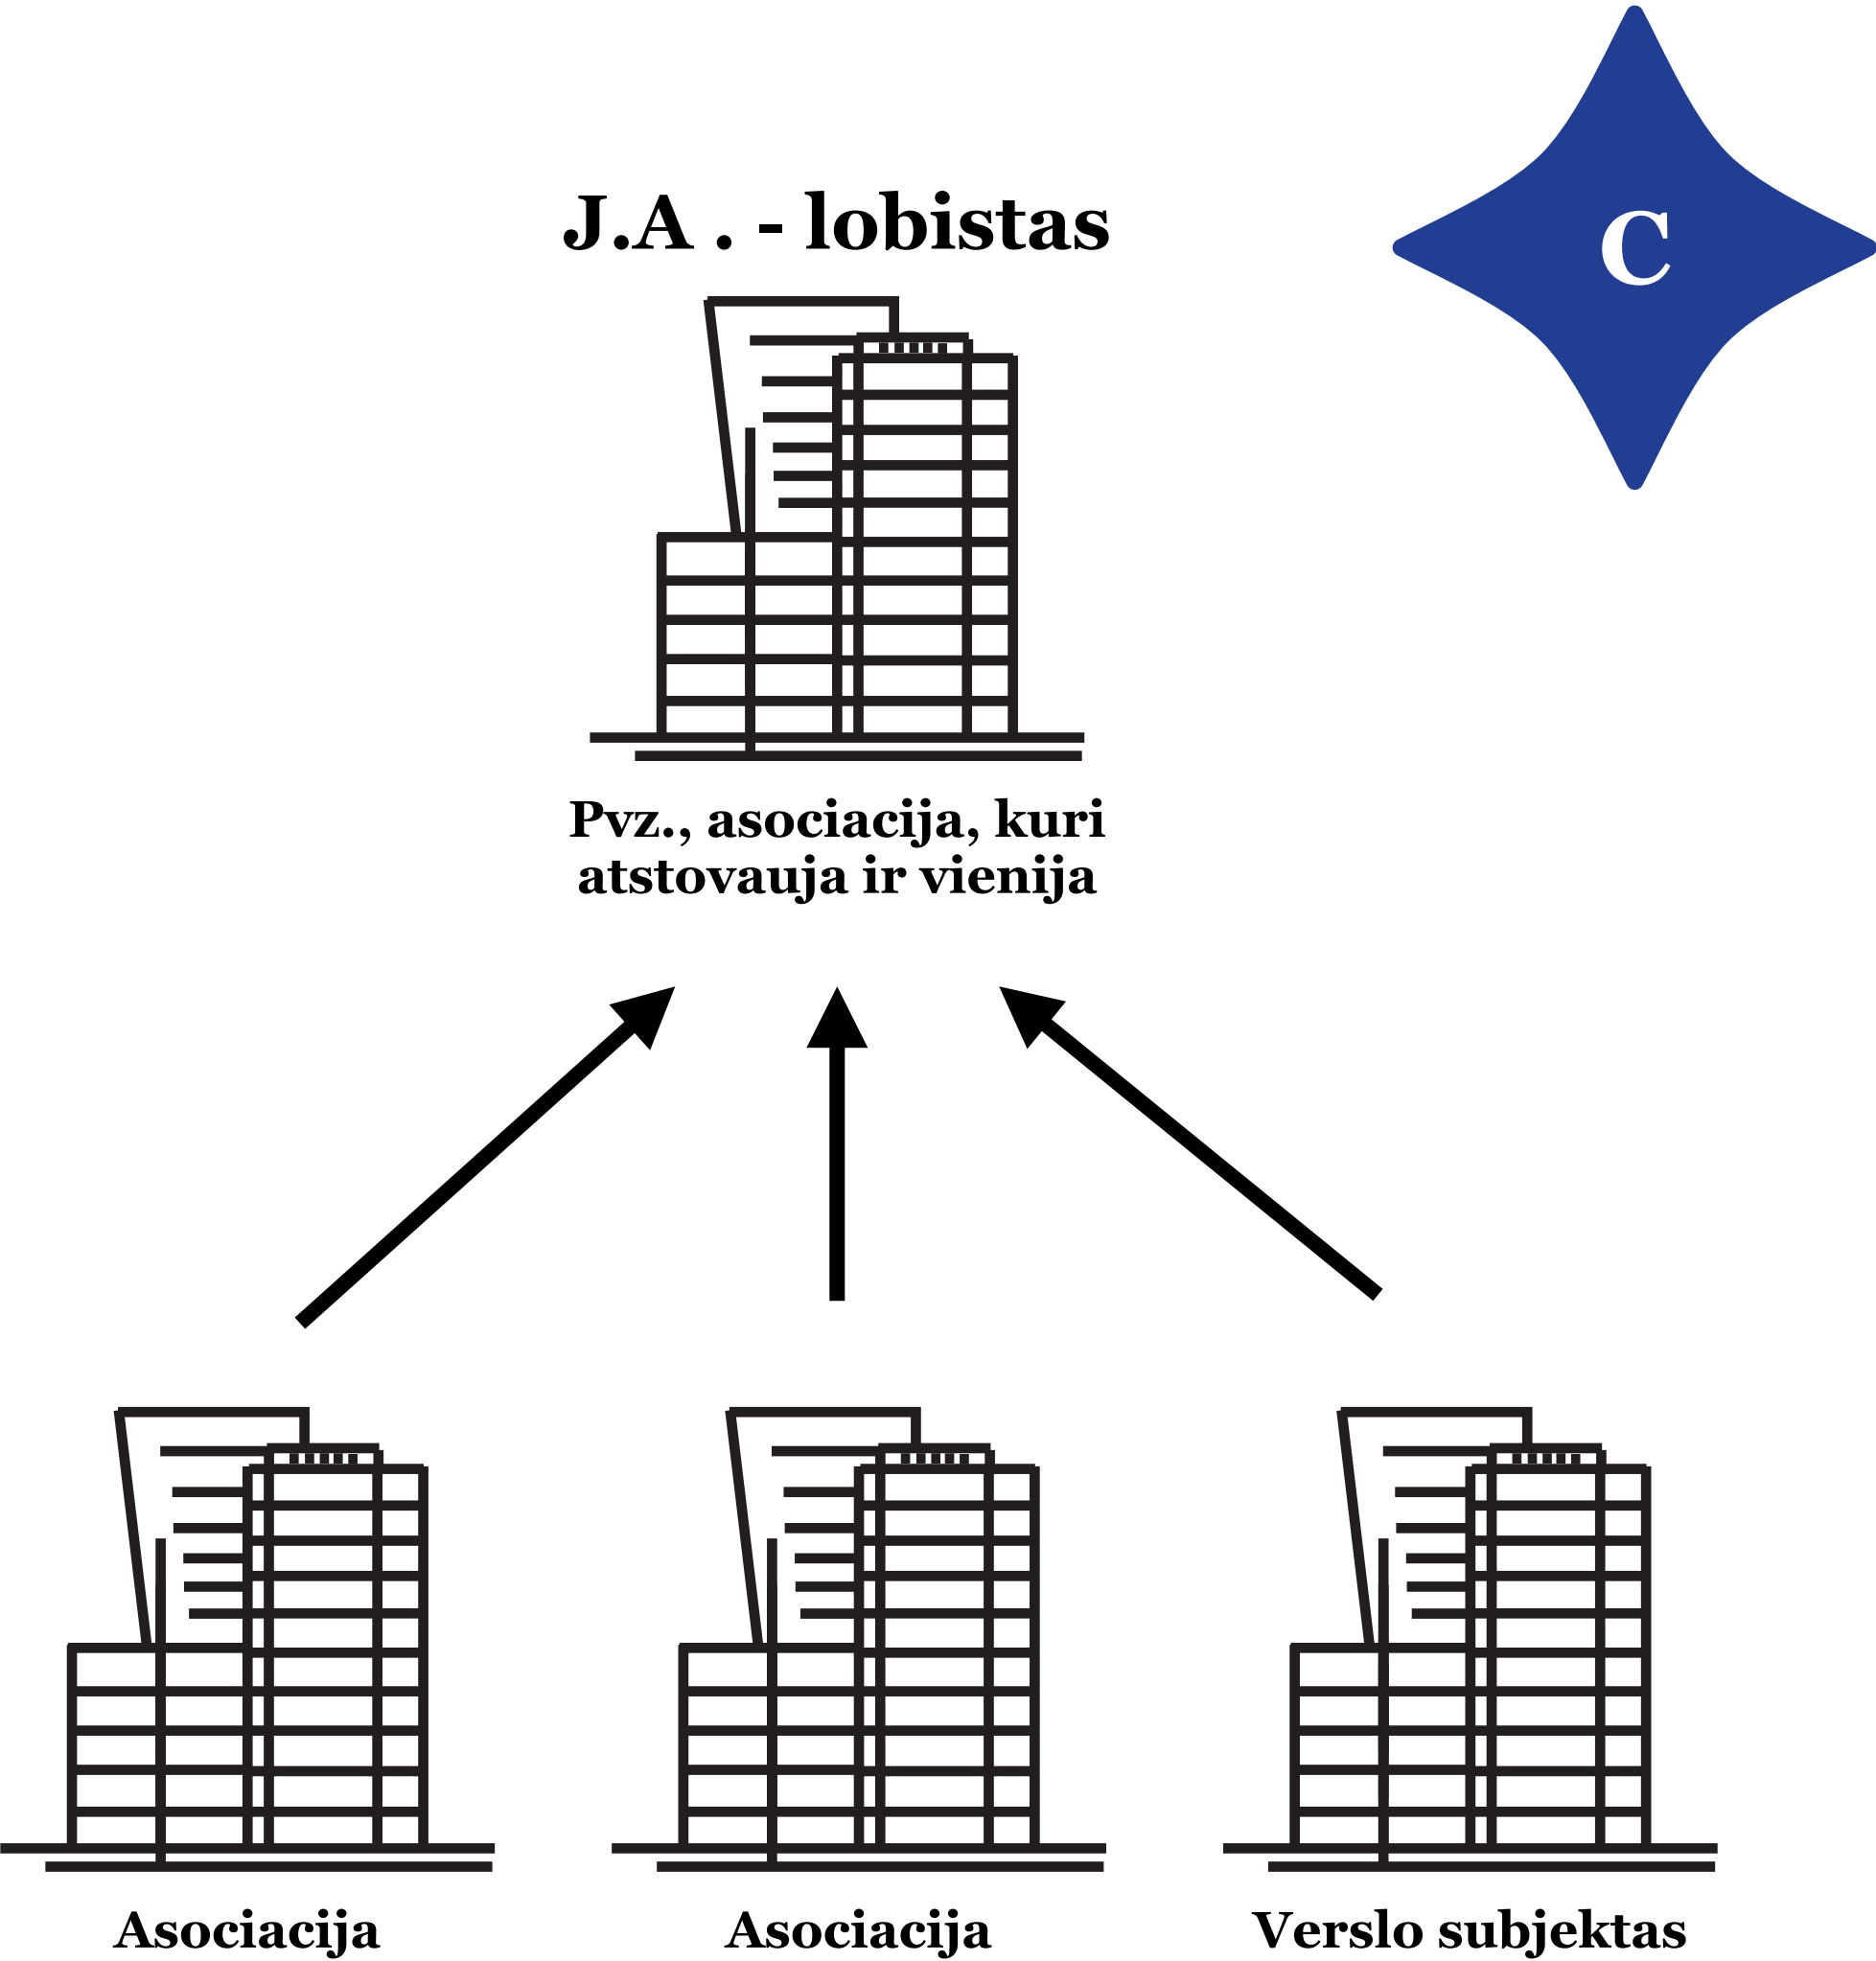 C
J.A . - lobistas
Pvz., asociacija, kuri
atstovauja ir vienija
Asociacija
Asociacija
Verslo subjektas